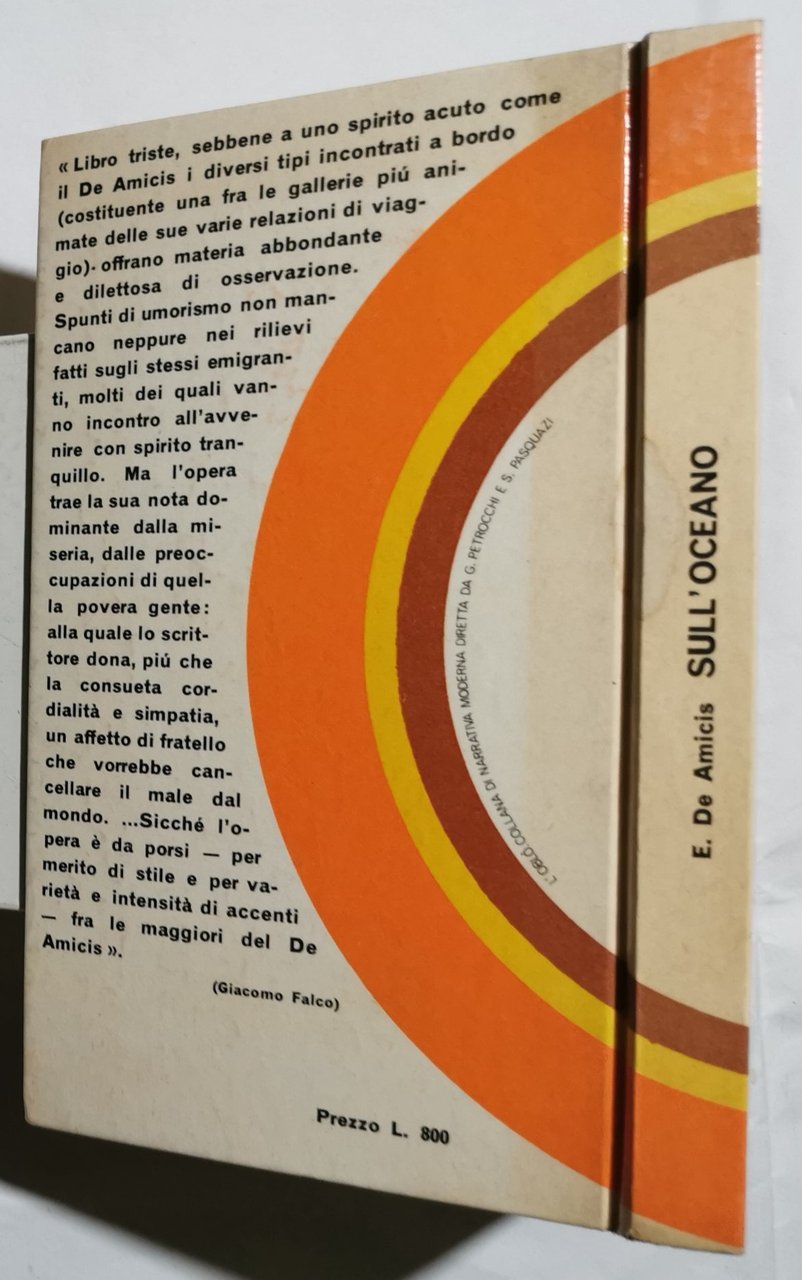 « Libro triste, sebbene a uno spirito acuto come
il De Amicis i diversi tipi incontrati a bordo
(costituente una fra le gallerie piú ani-
mate delle sue varie relazioni di viag-
gio)· offrano materia abbondante
e dilettosa di osservazione.
Spunti di umorismo non man-
cano neppure nei rilievi
fatti sugli stessi emigran-
ti, molti dei quali van-
no incontro all'avve-
nire con spirito tran-
quillo. Ma l'opera
trae la sua nota do-
minante dalla mi-
seria, dalle preoc-
cupazioni di quel-
la povera gente:
alla quale lo scrit-
tore dona, piú che
la consueta cor-
dialità e simpatia,
un affetto di fratello
che vorrebbe can-
cellare il male dal
mondo. ...Sicché l'o-
pera è da porsi — per
merito di stile e per va-
rietà e intensità di accenti
— fra le maggiori del De
Amicis ».
(Giacomo Falco)
Prezzo L. 800
L'OBLÓ: COLLANA DI NARRATIVA MODERNA DIRETTA DA G. PETROCCHI E S. PASQUAZI
E. De Amicis SULL'OCEANO